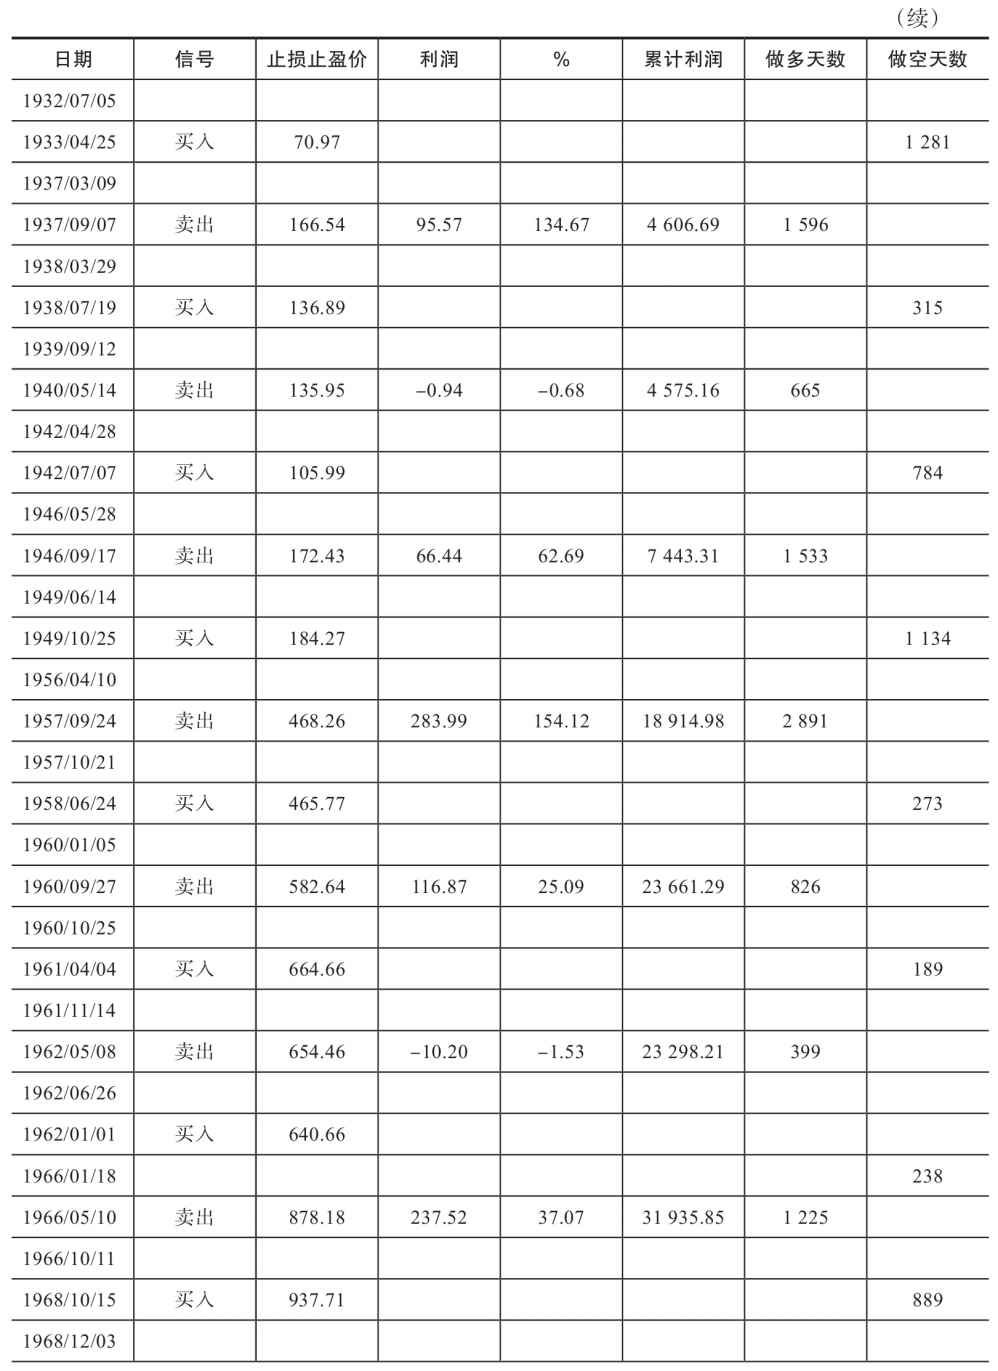 （续）
日期 信号 止损止盈价 利润 % 累计利润 做多天数 做空天数
1932/07/05
1933/04/25 买入 70.97 1 281
1937/03/09
1937/09/07 卖出 166.54 95.57 134.67 4 606.69 1 596
1938/03/29
1938/07/19 买入 136.89 315
1939/09/12
1940/05/14 卖出 135.95 –0.94 –0.68 4 575.16 665
1942/04/28
1942/07/07 买入 105.99 784
1946/05/28
1946/09/17 卖出 172.43 66.44 62.69 7 443.31 1 533
1949/06/14
1949/10/25 买入 184.27 1 134
1956/04/10
1957/09/24 卖出 468.26 283.99 154.12 18 914.98 2 891
1957/10/21
1958/06/24 买入 465.77 273
1960/01/05
1960/09/27 卖出 582.64 116.87 25.09 23 661.29 826
1960/10/25
1961/04/04 买入 664.66 189
1961/11/14
1962/05/08 卖出 654.46 –10.20 –1.53 23 298.21 399
1962/06/26
1962/01/01 买入 640.66
1966/01/18 238
1966/05/10 卖出 878.18 237.52 37.07 31 935.85 1 225
1966/10/11
1968/10/15 买入 937.71 889
1968/12/03